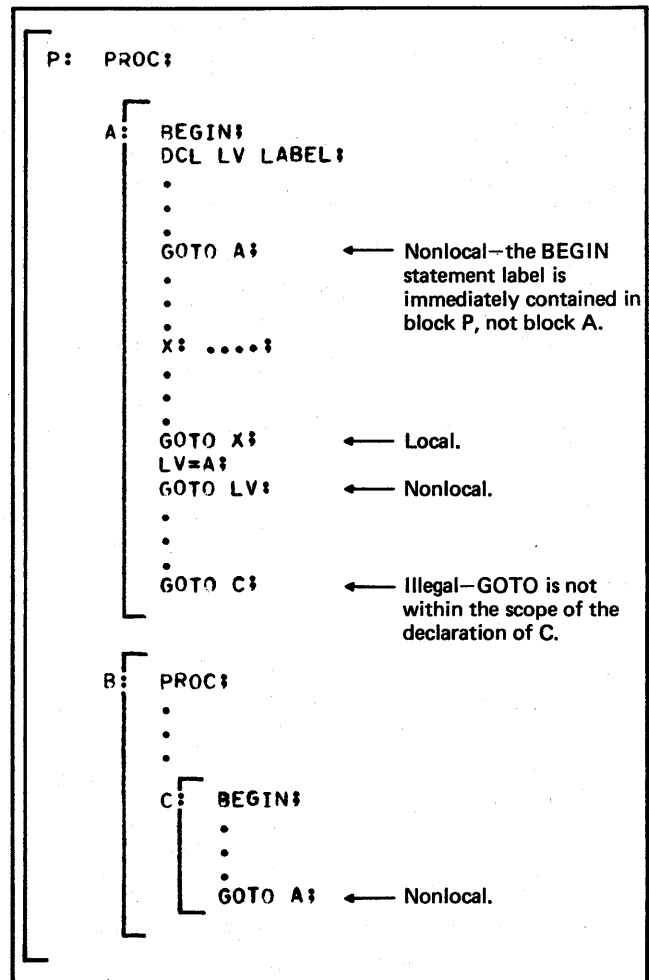 P: PROC;
A: BEGIN;
DCL LV LABEL;
.
.
.
GOTO A; ← Nonlocal—the BEGIN
statement label is
immediately contained in
block P, not block A.
.
.
.
X: ....;
.
.
.
GOTO X; ← Local.
LV=A;
GOTO LV; ← Nonlocal.
.
.
.
GOTO C; ← Illegal—GOTO is not
within the scope of the
declaration of C.
B: PROC;
.
.
.
C: BEGIN;
.
.
.
GOTO A; ← Nonlocal.